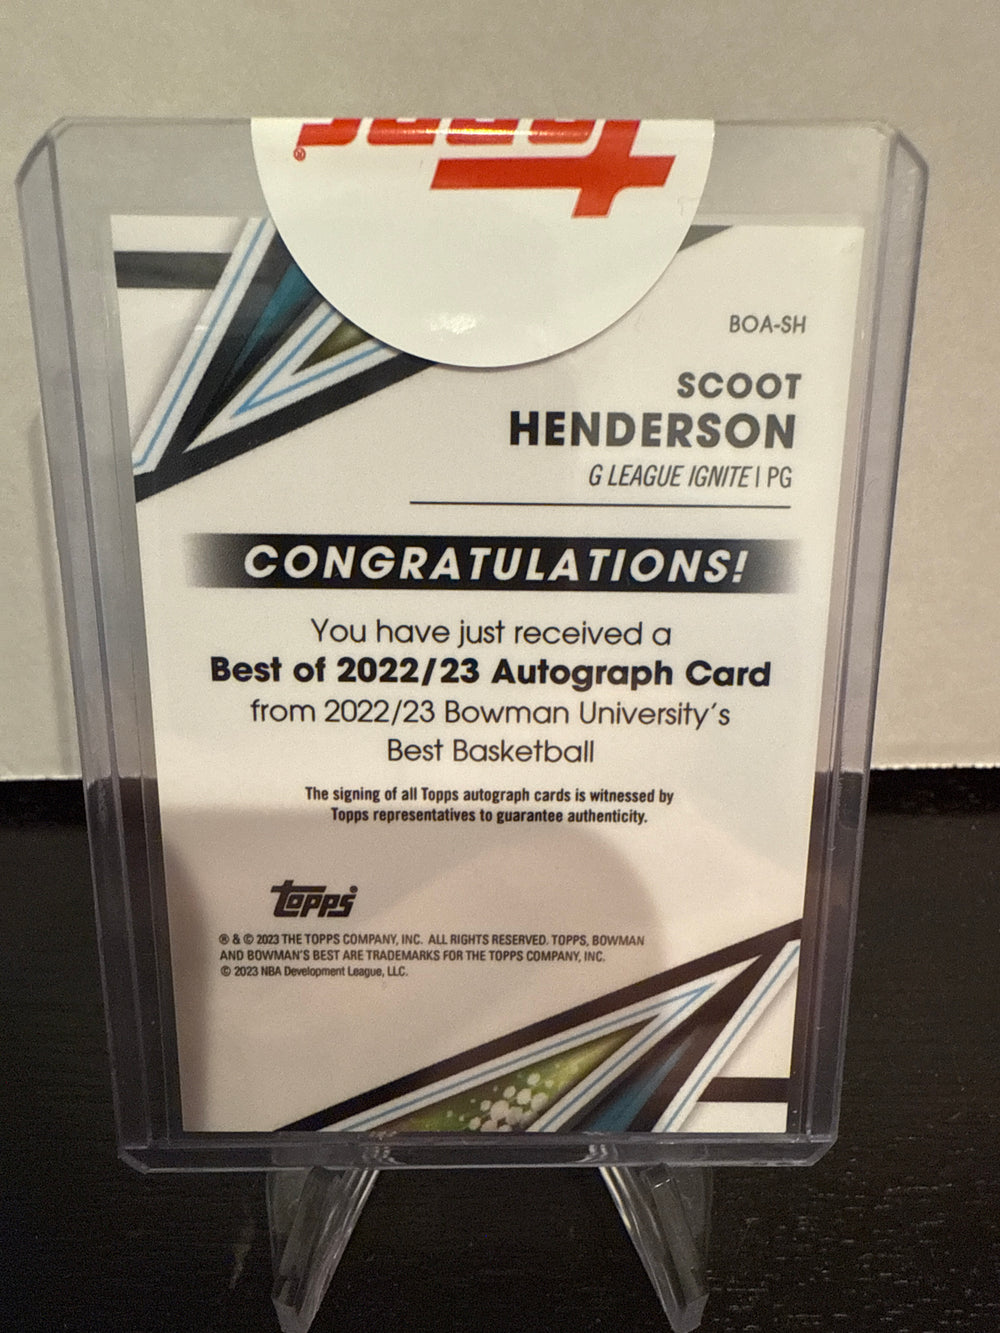 topps®
BOA-SH
SCOOT
HENDERSON
G LEAGUE IGNITE | PG
CONGRATULATIONS!
You have just received a
Best of 2022/23 Autograph Card
from 2022/23 Bowman University's
Best Basketball
The signing of all Topps autograph cards is witnessed by
Topps representatives to guarantee authenticity.
topps
® & © 2023 THE TOPPS COMPANY, INC. ALL RIGHTS RESERVED. TOPPS, BOWMAN
AND BOWMAN'S BEST ARE TRADEMARKS FOR THE TOPPS COMPANY, INC.
© 2023 NBA Development League, LLC.